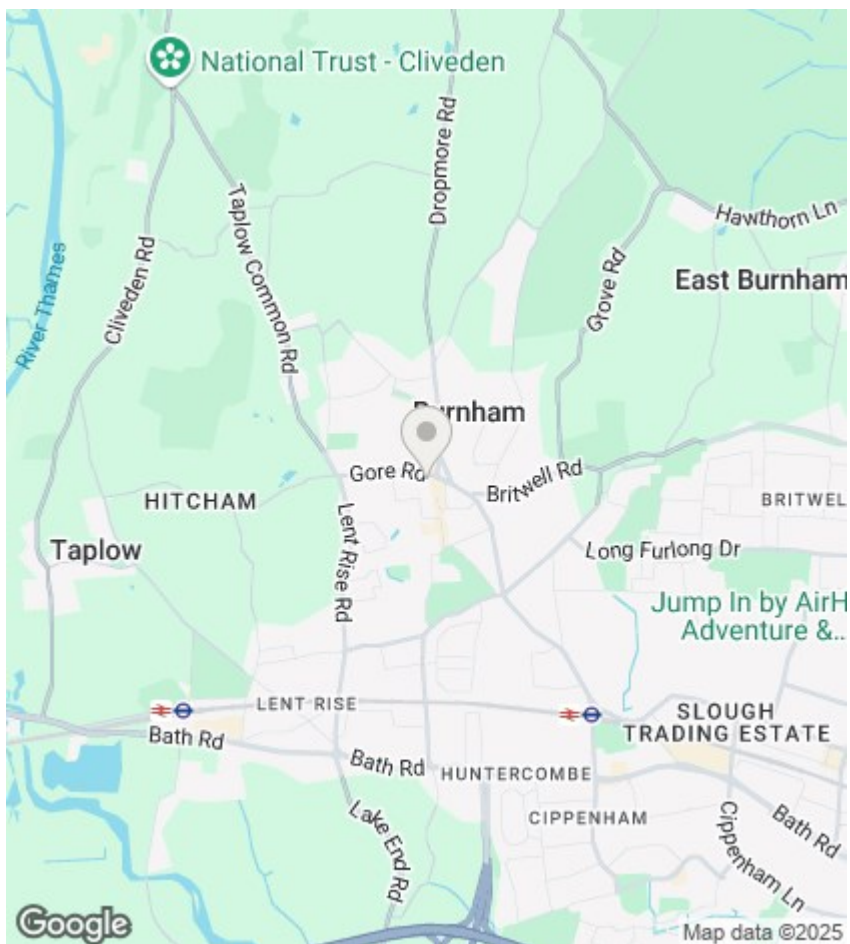 National Trust - Cliveden
Dropmore Rd
Taplow Common Rd
Hawthorn Ln
Cliveden Rd
River Thames
Grove Rd
East Burnham
Burnham
Gore Rd
Britwell Rd
HITCHAM
BRITWEL
Taplow
Lent Rise Rd
Long Furlong Dr
Jump In by AirH
Adventure &...
LENT RISE
SLOUGH
TRADING ESTATE
Bath Rd
Bath Rd
HUNTERCOMBE
CIPPENHAM
Lake End Rd
Cippenham Ln
Bath Rd
Google
Map data ©2025